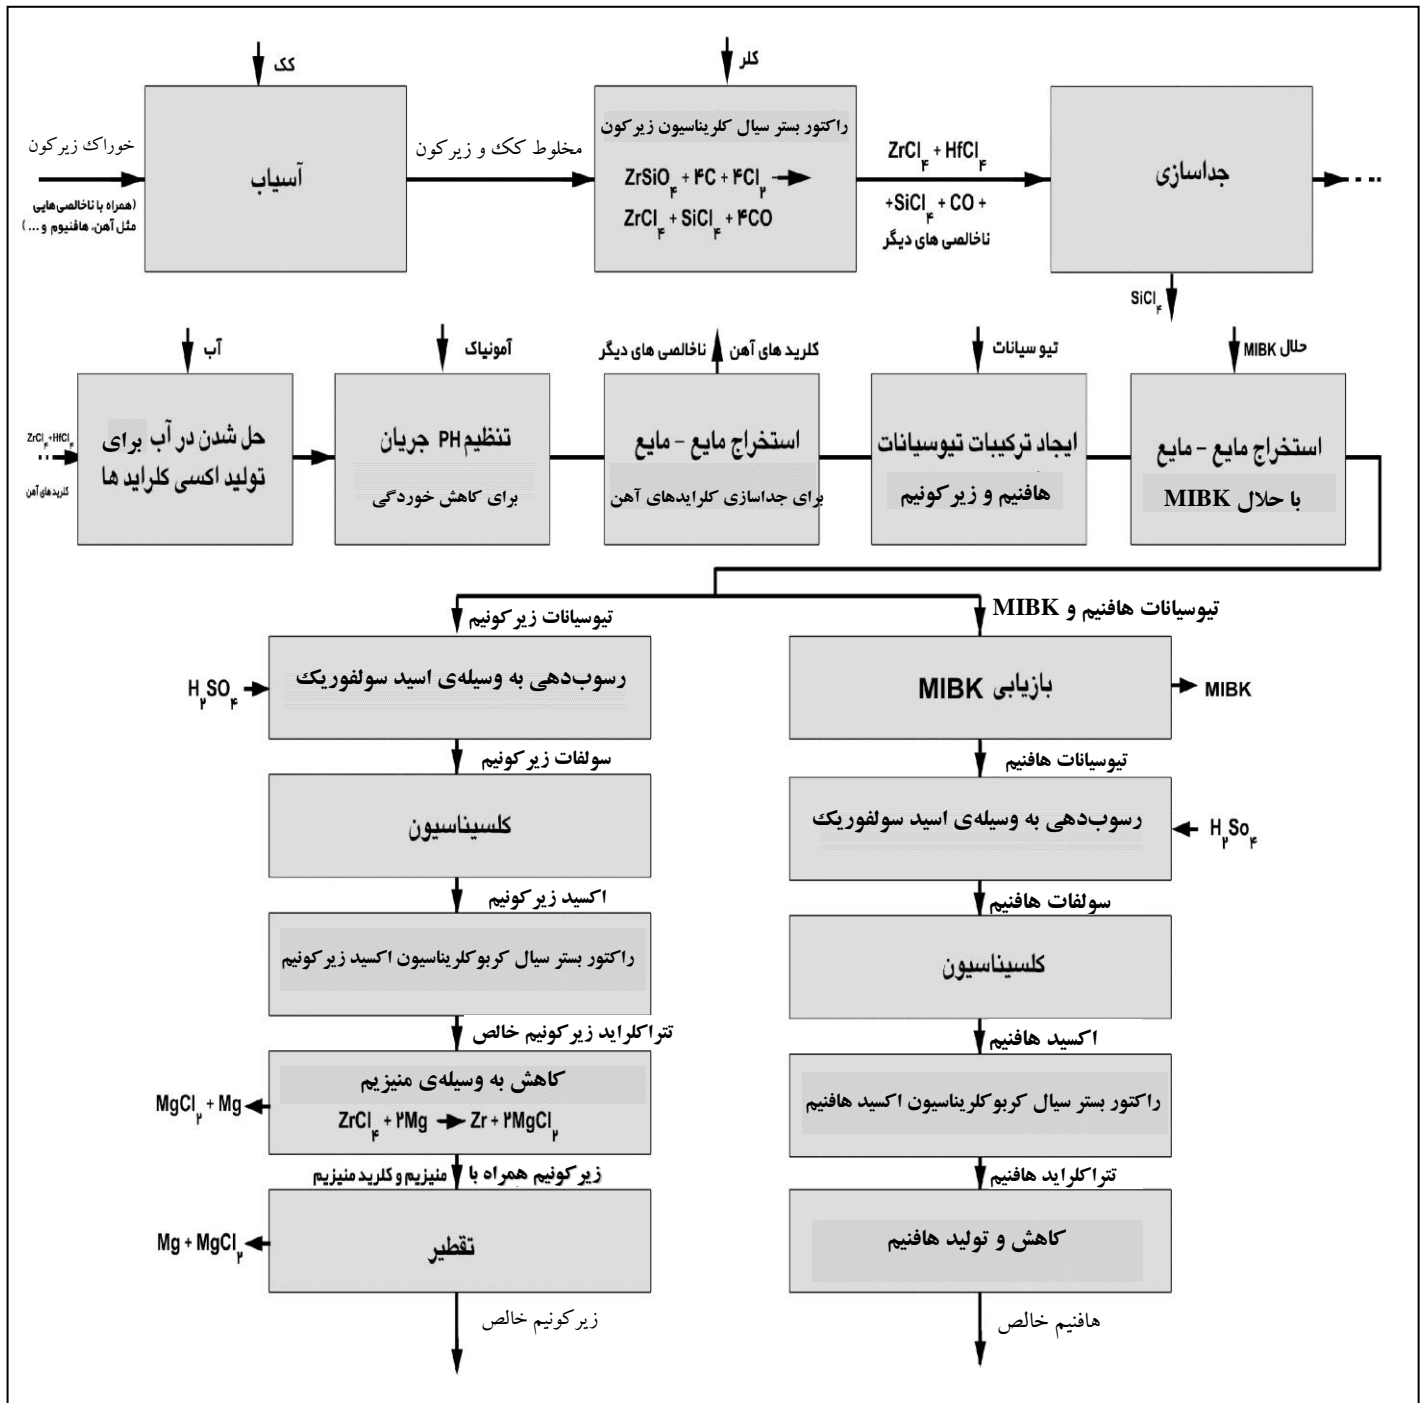 کک
کلر
خوراک زیرکون
(همراه با ناخالصی‌هایی
مثل آهن، هافنیوم و ... )
آسیاب
مخلوط کک و زیرکون
راکتور بستر سیال کلریناسیون زیرکون
ZrSiO۴ + ۴C + ۴Cl۲ →
ZrCl۴ + SiCl۴ + ۴CO
ZrCl۴ + HfCl۴
+SiCl۴ + CO +
ناخالصی های دیگر
جداسازی
SiCl۴
آب
آمونیاک
ناخالصی های دیگر
کلرید های آهن
تیو سیانات
حلال MIBK
ZrCl۴+HfCl۴
کلرید های آهن
حل شدن در آب برای
تولید اکسی کلراید ها
تنظیم PH جریان
برای کاهش خوردگی
استخراج مایع – مایع
برای جداسازی کلرایدهای آهن
ایجاد ترکیبات تیوسیانات
هافنیم و زیرکونیم
استخراج مایع – مایع
با حلال MIBK
تیوسیانات زیرکونیم
H۲SO۴
رسوب‌دهی به وسیله‌ی اسید سولفوریک
سولفات زیرکونیم
کلسیناسیون
اکسید زیرکونیم
راکتور بستر سیال کربوکلریناسیون اکسید زیرکونیم
تتراکلراید زیرکونیم خالص
کاهش به وسیله‌ی منیزیم
ZrCl۴ + ۲Mg → Zr + ۲MgCl۲
MgCl۲ + Mg
زیرکونیم همراه با منیزیم و کلرید منیزیم
تقطیر
Mg + MgCl۲
زیرکونیم خالص
تیوسیانات هافنیم و MIBK
بازیابی MIBK
MIBK
تیوسیانات هافنیم
رسوب‌دهی به وسیله‌ی اسید سولفوریک
H۲So۴
سولفات هافنیم
کلسیناسیون
اکسید هافنیم
راکتور بستر سیال کربوکلریناسیون اکسید هافنیم
تتراکلراید هافنیم
کاهش و تولید هافنیم
هافنیم خالص